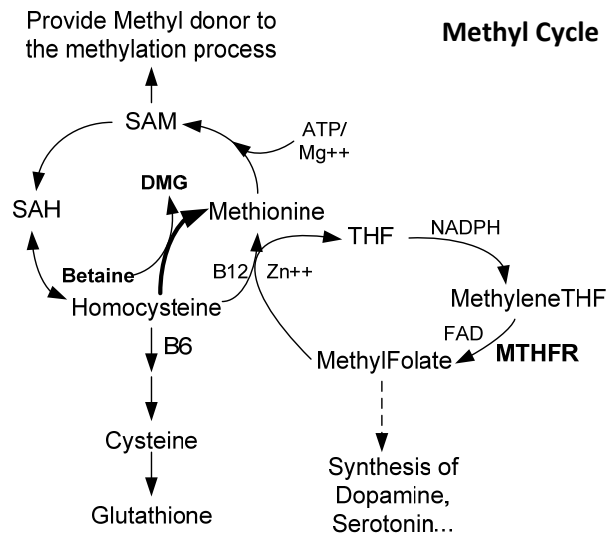 Provide Methyl donor to
the methylation process
Methyl Cycle
SAM
ATP/
Mg++
DMG
SAH
Methionine
THF
NADPH
Betaine
B12
Zn++
Homocysteine
MethyleneTHF
B6
FAD
MTHFR
MethylFolate
Cysteine
Synthesis of
Dopamine,
Serotonin...
Glutathione